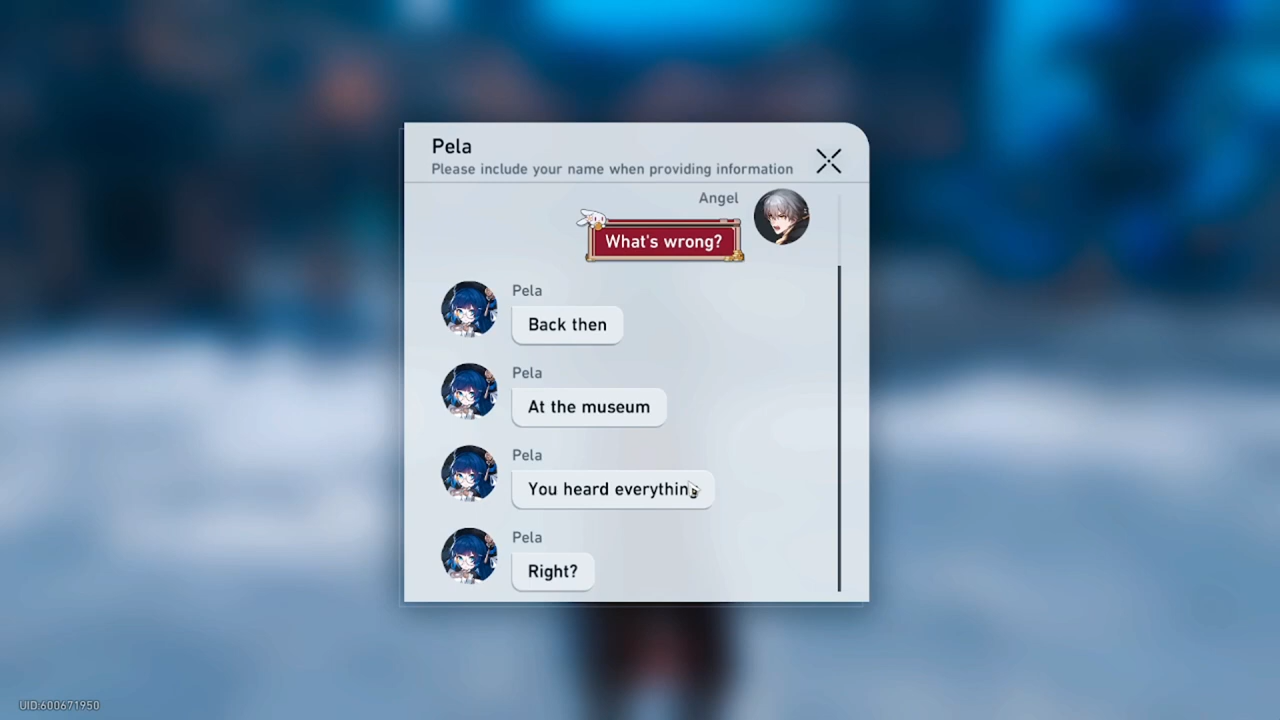 Pela
Please include your name when providing information
Angel
What's wrong?
Pela
Back then
Pela
At the museum
Pela
You heard everything
Pela
Right?
UID:600671950